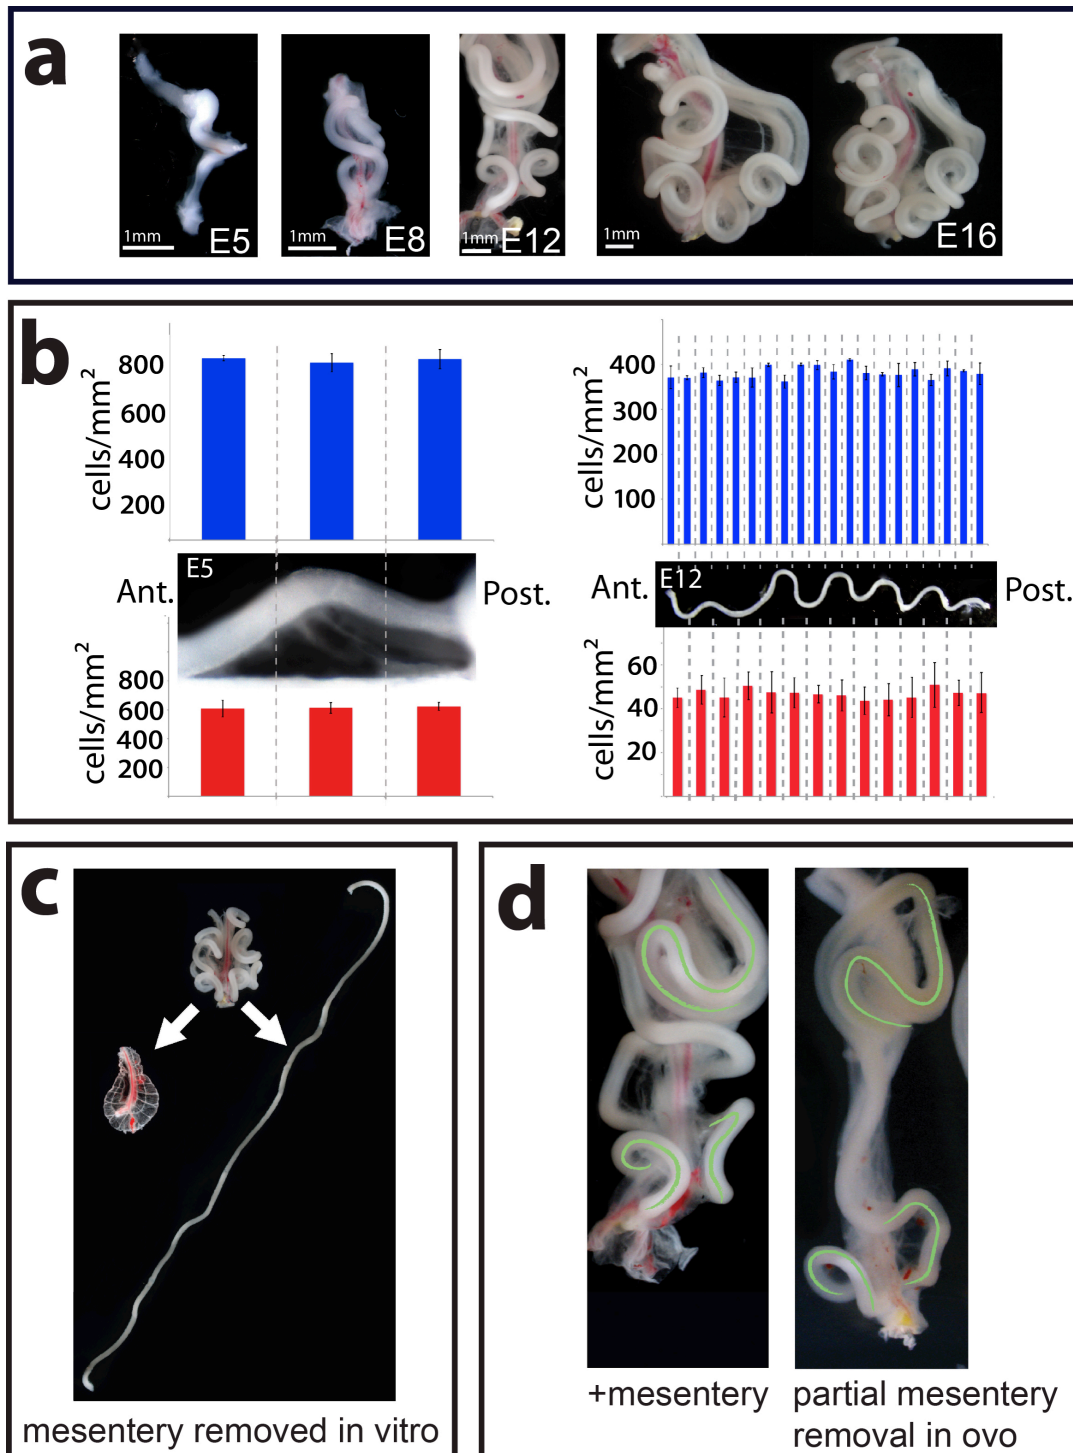 a
1mm E5
1mm E8
1mm E12
1mm E16
b
cells/mm²
800
600
400
200
cells/mm²
400
300
200
100
E5
Ant. Post.
E12
Ant. Post.
cells/mm²
800
600
400
200
cells/mm²
60
40
20
c
mesentery removed in vitro
d
+mesentery
partial mesentery
removal in ovo